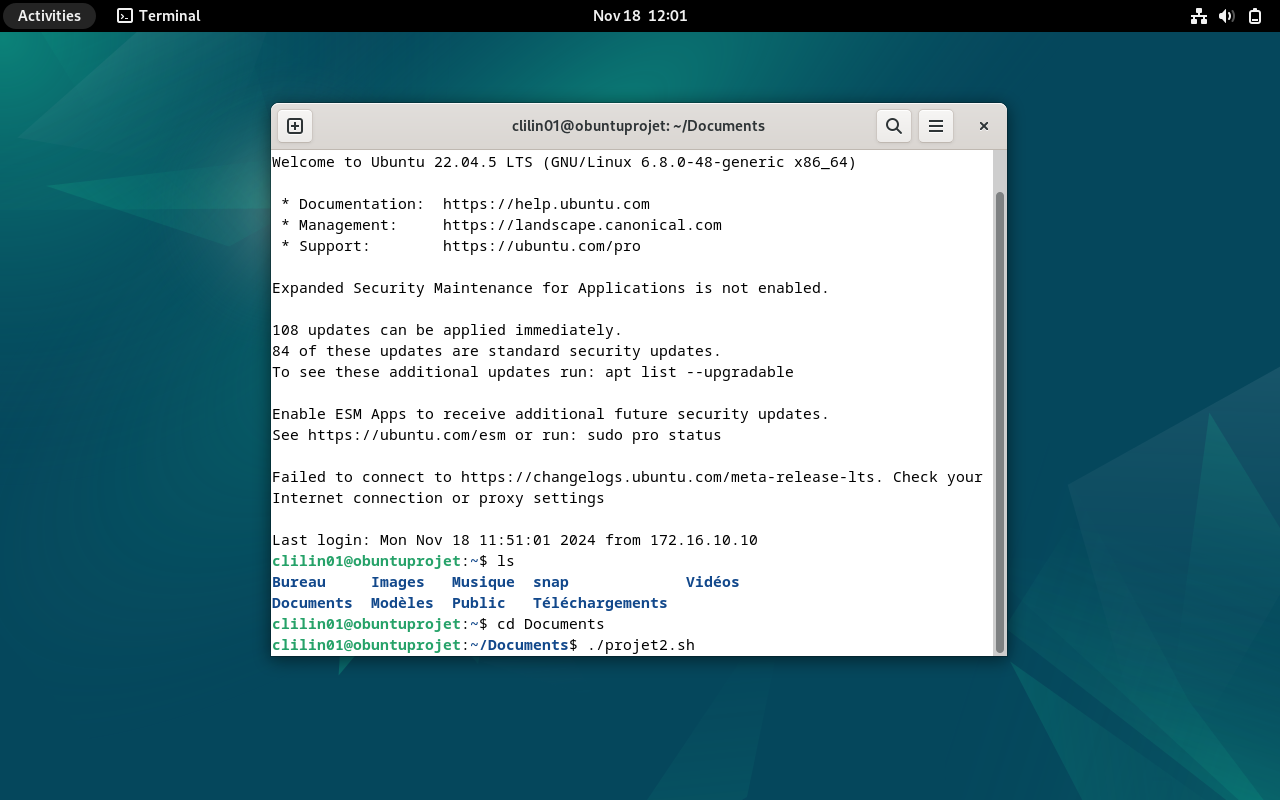 Activities Terminal Nov 18 12:01
clilin01@obuntuprojet: ~/Documents
Welcome to Ubuntu 22.04.5 LTS (GNU/Linux 6.8.0-48-generic x86_64)
* Documentation: https://help.ubuntu.com
* Management: https://landscape.canonical.com
* Support: https://ubuntu.com/pro
Expanded Security Maintenance for Applications is not enabled.
108 updates can be applied immediately.
84 of these updates are standard security updates.
To see these additional updates run: apt list --upgradable
Enable ESM Apps to receive additional future security updates.
See https://ubuntu.com/esm or run: sudo pro status
Failed to connect to https://changelogs.ubuntu.com/meta-release-lts. Check your
Internet connection or proxy settings
Last login: Mon Nov 18 11:51:01 2024 from 172.16.10.10
clilin01@obuntuprojet:~$ ls
Bureau Images Musique snap Vidéos
Documents Modèles Public Téléchargements
clilin01@obuntuprojet:~$ cd Documents
clilin01@obuntuprojet:~/Documents$ ./projet2.sh